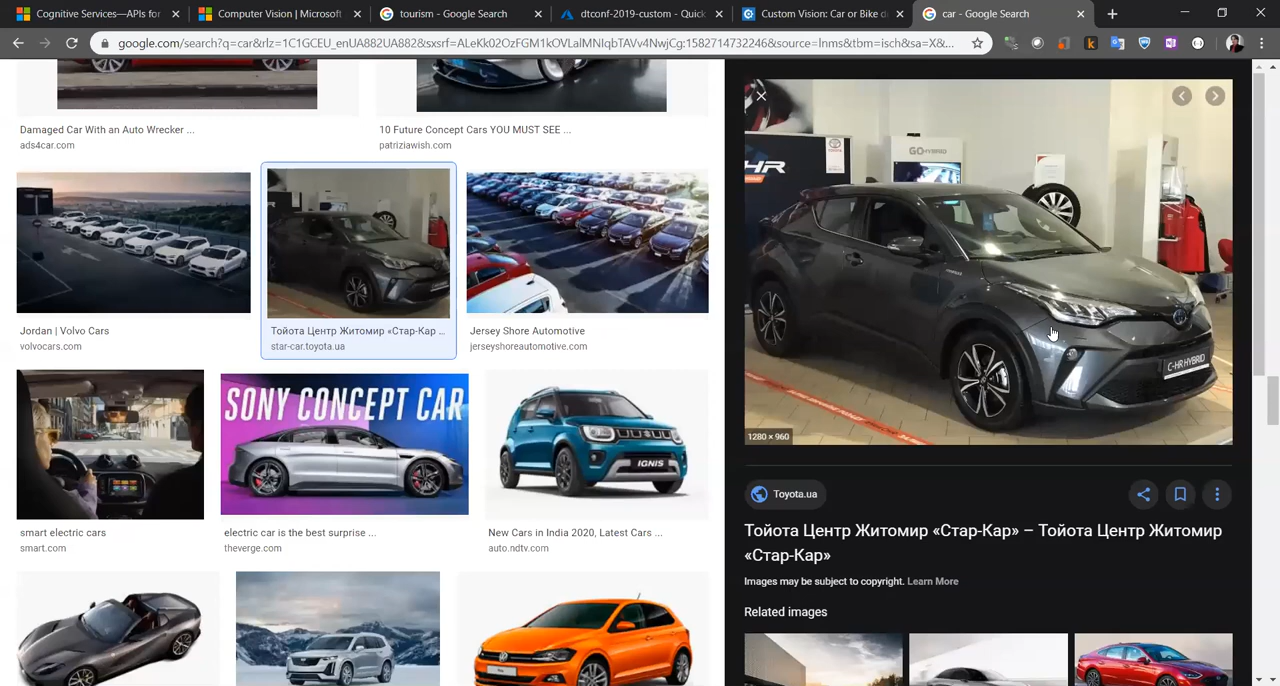 Cognitive Services—APIs for
Computer Vision | Microsoft
tourism - Google Search
dtconf-2019-custom - Quick
Custom Vision: Car or Bike d
car - Google Search
google.com/search?q=car&rlz=1C1GCEU_enUA882UA882&sxsrf=ALeKk02OzFGM1kOVLalMNIqbTAVv4NwjCg:1582714732246&source=lnms&tbm=isch&sa=X&...
Damaged Car With an Auto Wrecker ...
ads4car.com
10 Future Concept Cars YOU MUST SEE ...
patriziawish.com
Jordan | Volvo Cars
volvocars.com
Тойота Центр Житомир «Стар-Кар ...
star-car.toyota.ua
Jersey Shore Automotive
jerseyshoreautomotive.com
SONY CONCEPT CAR
IGNIS
smart electric cars
smart.com
electric car is the best surprise ...
theverge.com
New Cars in India 2020, Latest Cars ...
auto.ndtv.com
GO HYBRID
HR
C-HR HYBRID
1280 × 960
Toyota.ua
Тойота Центр Житомир «Стар-Кар» – Тойота Центр Житомир
«Стар-Кар»
Images may be subject to copyright. Learn More
Related images